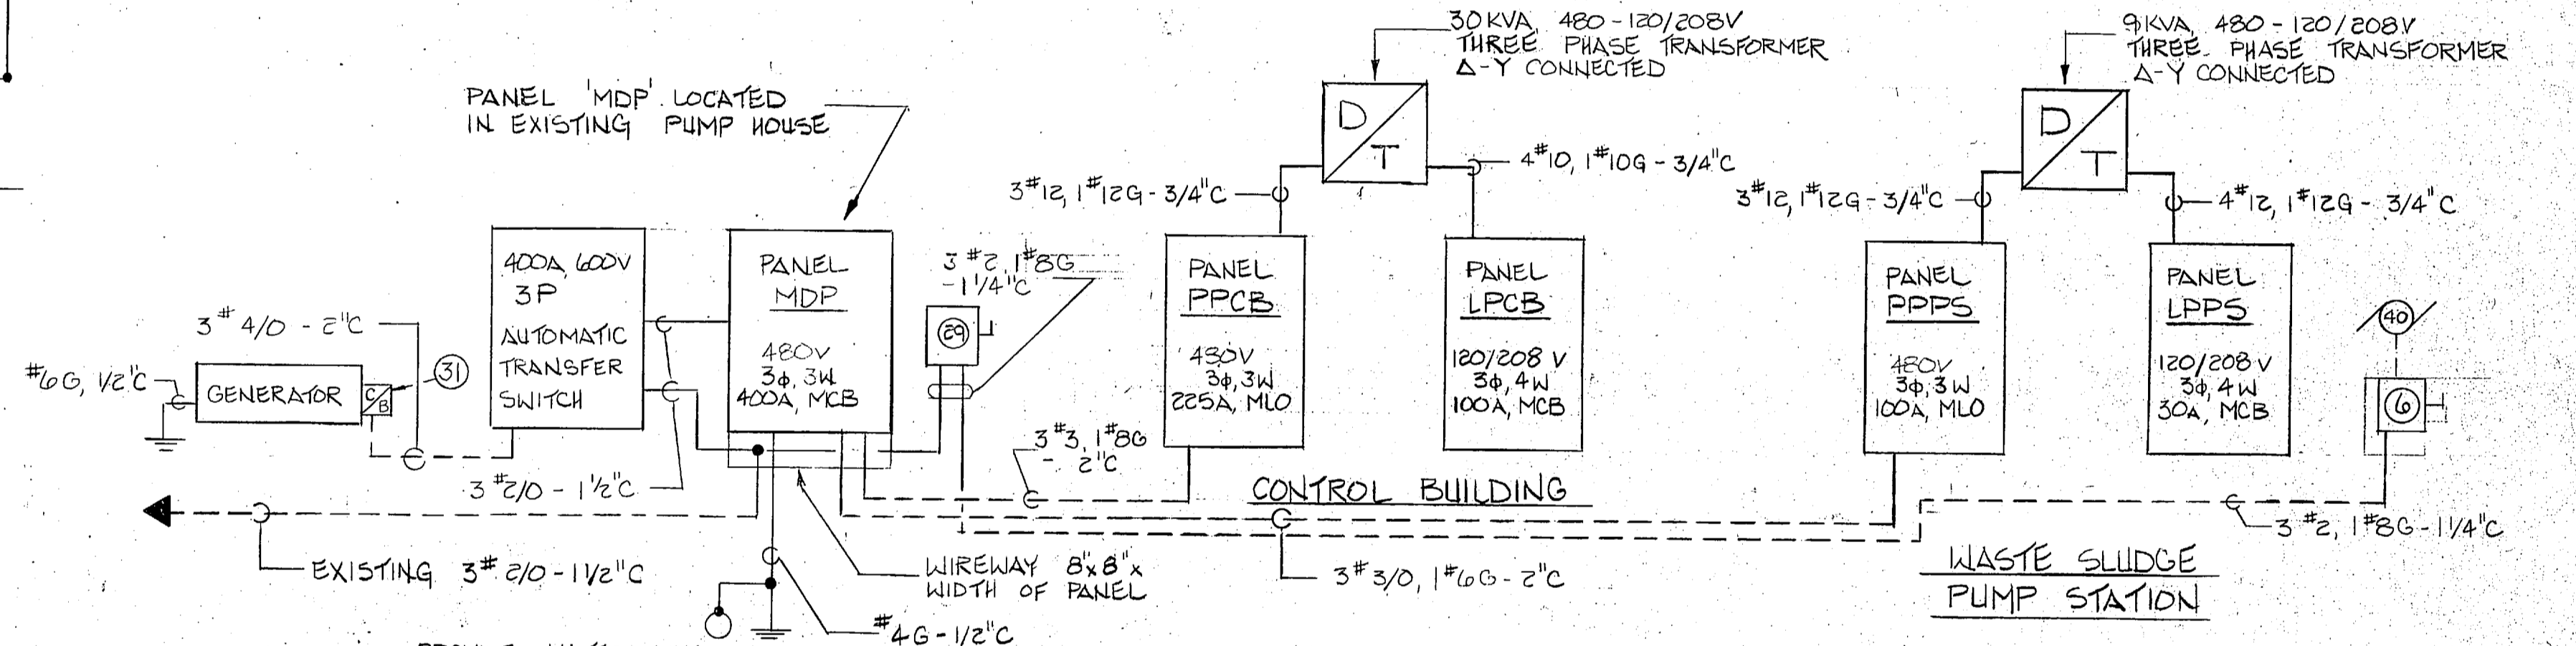 30 KVA, 480-120/208V
THREE PHASE TRANSFORMER
Δ-Y CONNECTED
9 KVA, 480-120/208V
THREE PHASE TRANSFORMER
Δ-Y CONNECTED
PANEL 'MDP' LOCATED
IN EXISTING PUMP HOUSE
D/T
D/T
3#12, 1#12G - 3/4"C
4#10, 1#10G - 3/4"C
3#12, 1#12G - 3/4"C
4#12, 1#12G - 3/4"C
#6G, 1/2"C
3#4/0 - 2"C
GENERATOR
C/B
31
400A, 600V
3P
AUTOMATIC
TRANSFER
SWITCH
3#2/0 - 1 1/2"C
PANEL
MDP
480V
3φ, 3W
400A, MCB
3#2, 1#8G
-1 1/4"C
29
3#3, 1#8G
- 2"C
PANEL
PPCB
480V
3φ, 3W
225A, MLO
PANEL
LPCB
120/208 V
3φ, 4W
100A, MCB
CONTROL BUILDING
PANEL
PPPS
480V
3φ, 3W
100A, MLO
PANEL
LPPS
120/208 V
3φ, 4W
30A, MCB
40
6
3#2, 1#8G - 1 1/4"C
EXISTING 3#2/0 - 1 1/2"C
WIREWAY 8"x8"x
WIDTH OF PANEL
#4G - 1/2"C
3#3/0, 1#6G - 2"C
WASTE SLUDGE
PUMP STATION